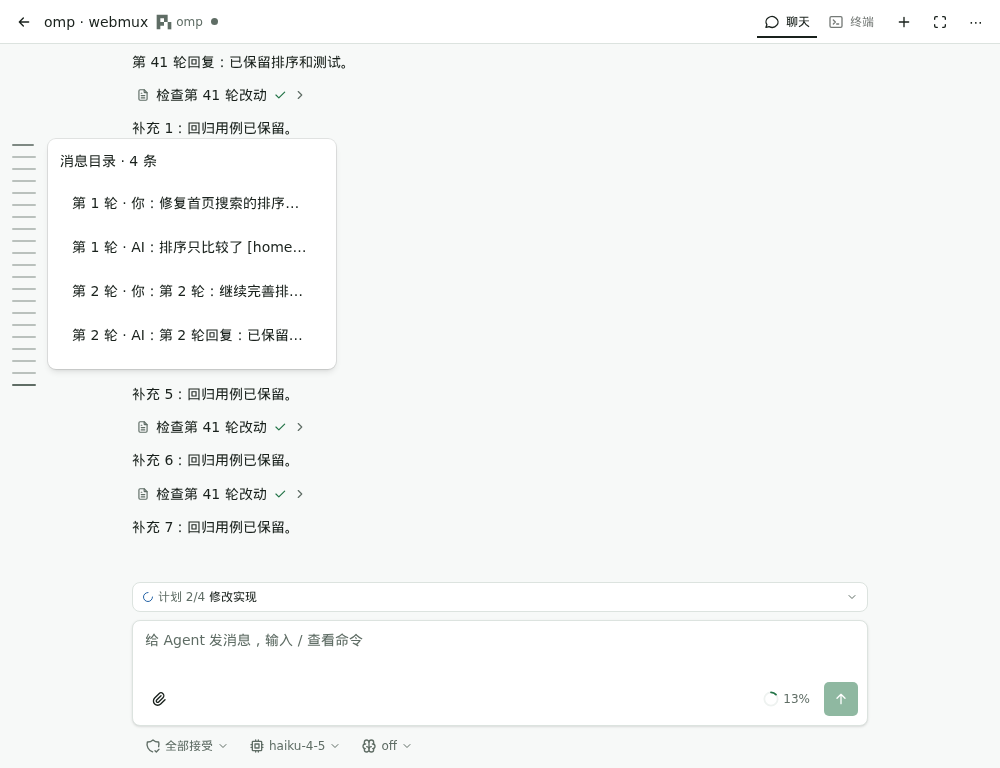 omp · webmux omp
聊天
终端
第 41 轮回复：已保留排序和测试。
检查第 41 轮改动
补充 1：回归用例已保留。
消息目录 · 4 条
第 1 轮 · 你：修复首页搜索的排序…
第 1 轮 · AI：排序只比较了 [home…
第 2 轮 · 你：第 2 轮：继续完善排…
第 2 轮 · AI：第 2 轮回复：已保留…
补充 5：回归用例已保留。
检查第 41 轮改动
补充 6：回归用例已保留。
检查第 41 轮改动
补充 7：回归用例已保留。
计划 2/4 修改实现
给 Agent 发消息，输入 / 查看命令
13%
全部接受
haiku-4-5
off